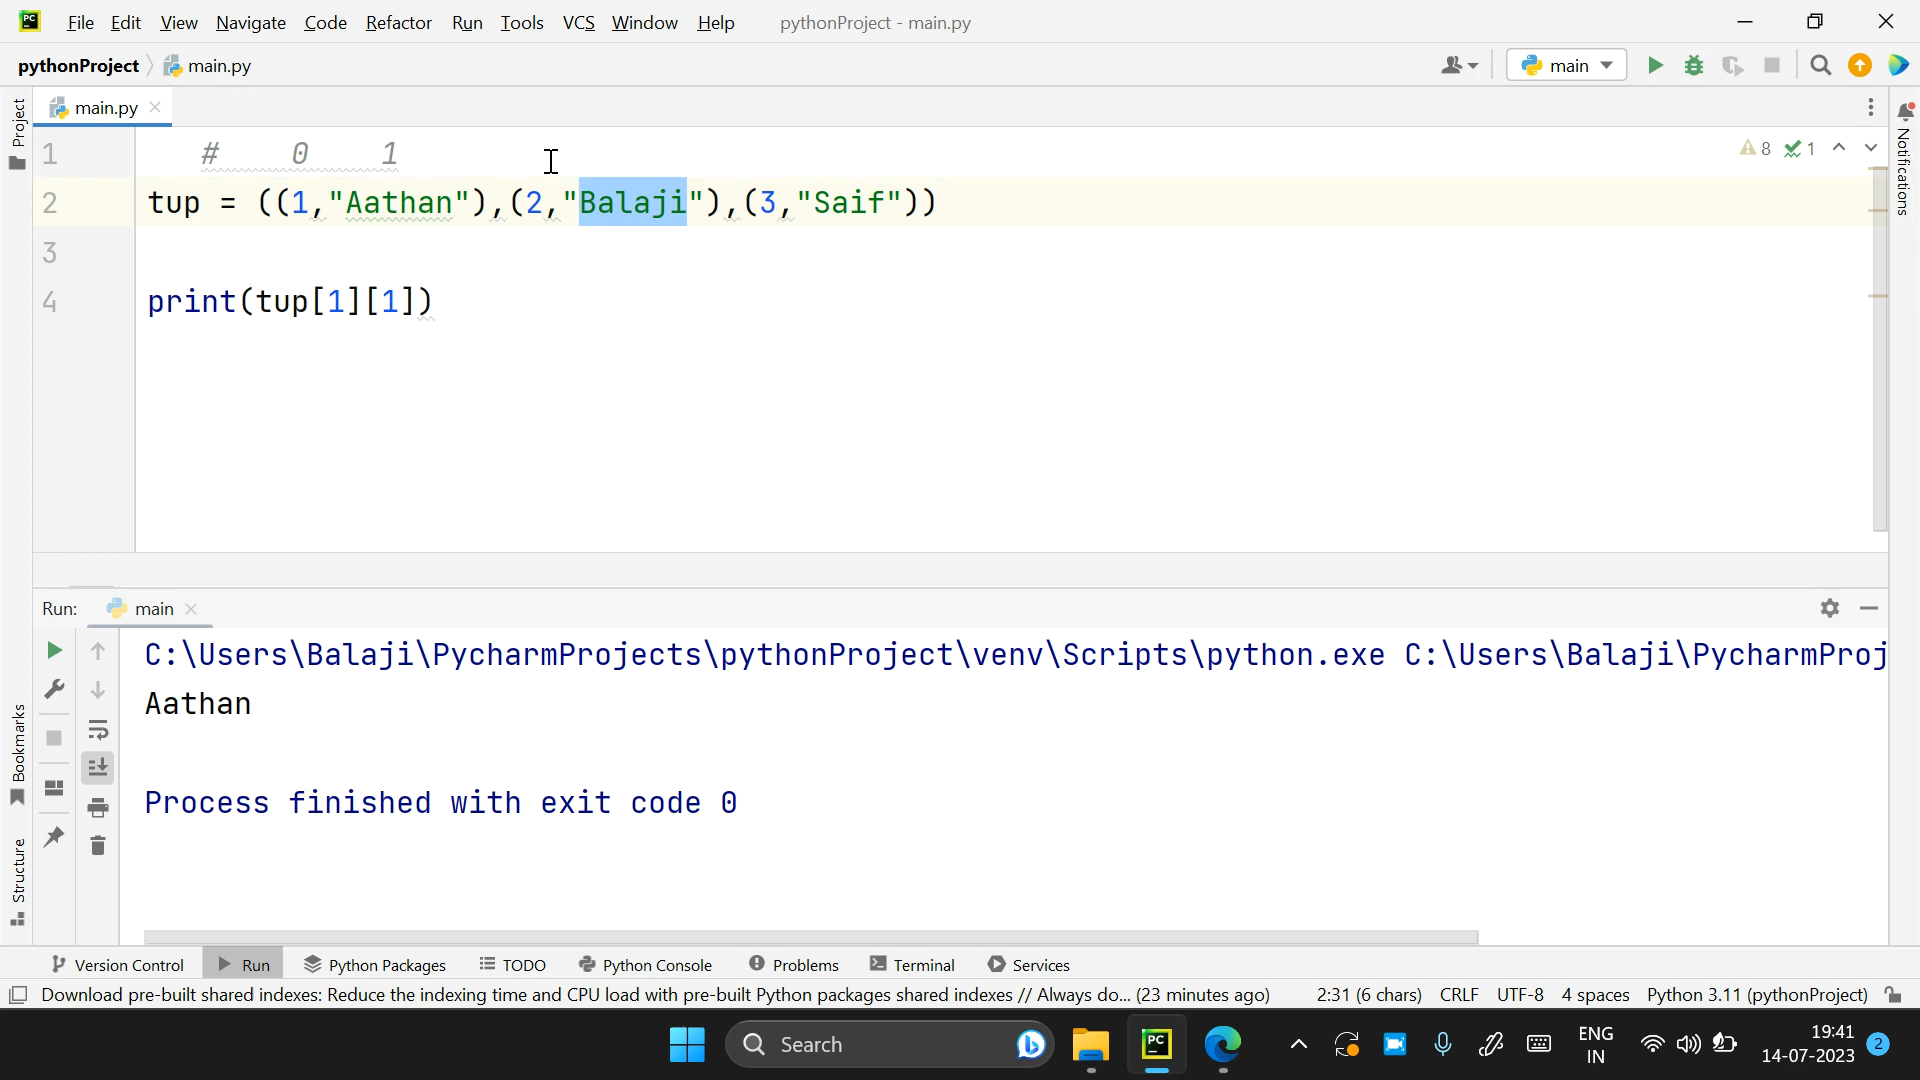 PC File Edit View Navigate Code Refactor Run Tools VCS Window Help pythonProject - main.py
pythonProject main.py main
main.py
Project
Notifications
8 1
1 # 0 1
2 tup = ((1,"Aathan"),(2,"Balaji"),(3,"Saif"))
3
4 print(tup[1][1])
Run: main
C:\Users\Balaji\PycharmProjects\pythonProject\venv\Scripts\python.exe C:\Users\Balaji\PycharmProj
Aathan
Process finished with exit code 0
Bookmarks
Structure
Version Control Run Python Packages TODO Python Console Problems Terminal Services
Download pre-built shared indexes: Reduce the indexing time and CPU load with pre-built Python packages shared indexes // Always do... (23 minutes ago) 2:31 (6 chars) CRLF UTF-8 4 spaces Python 3.11 (pythonProject)
Search PC ENG 19:41
IN 14-07-2023 2